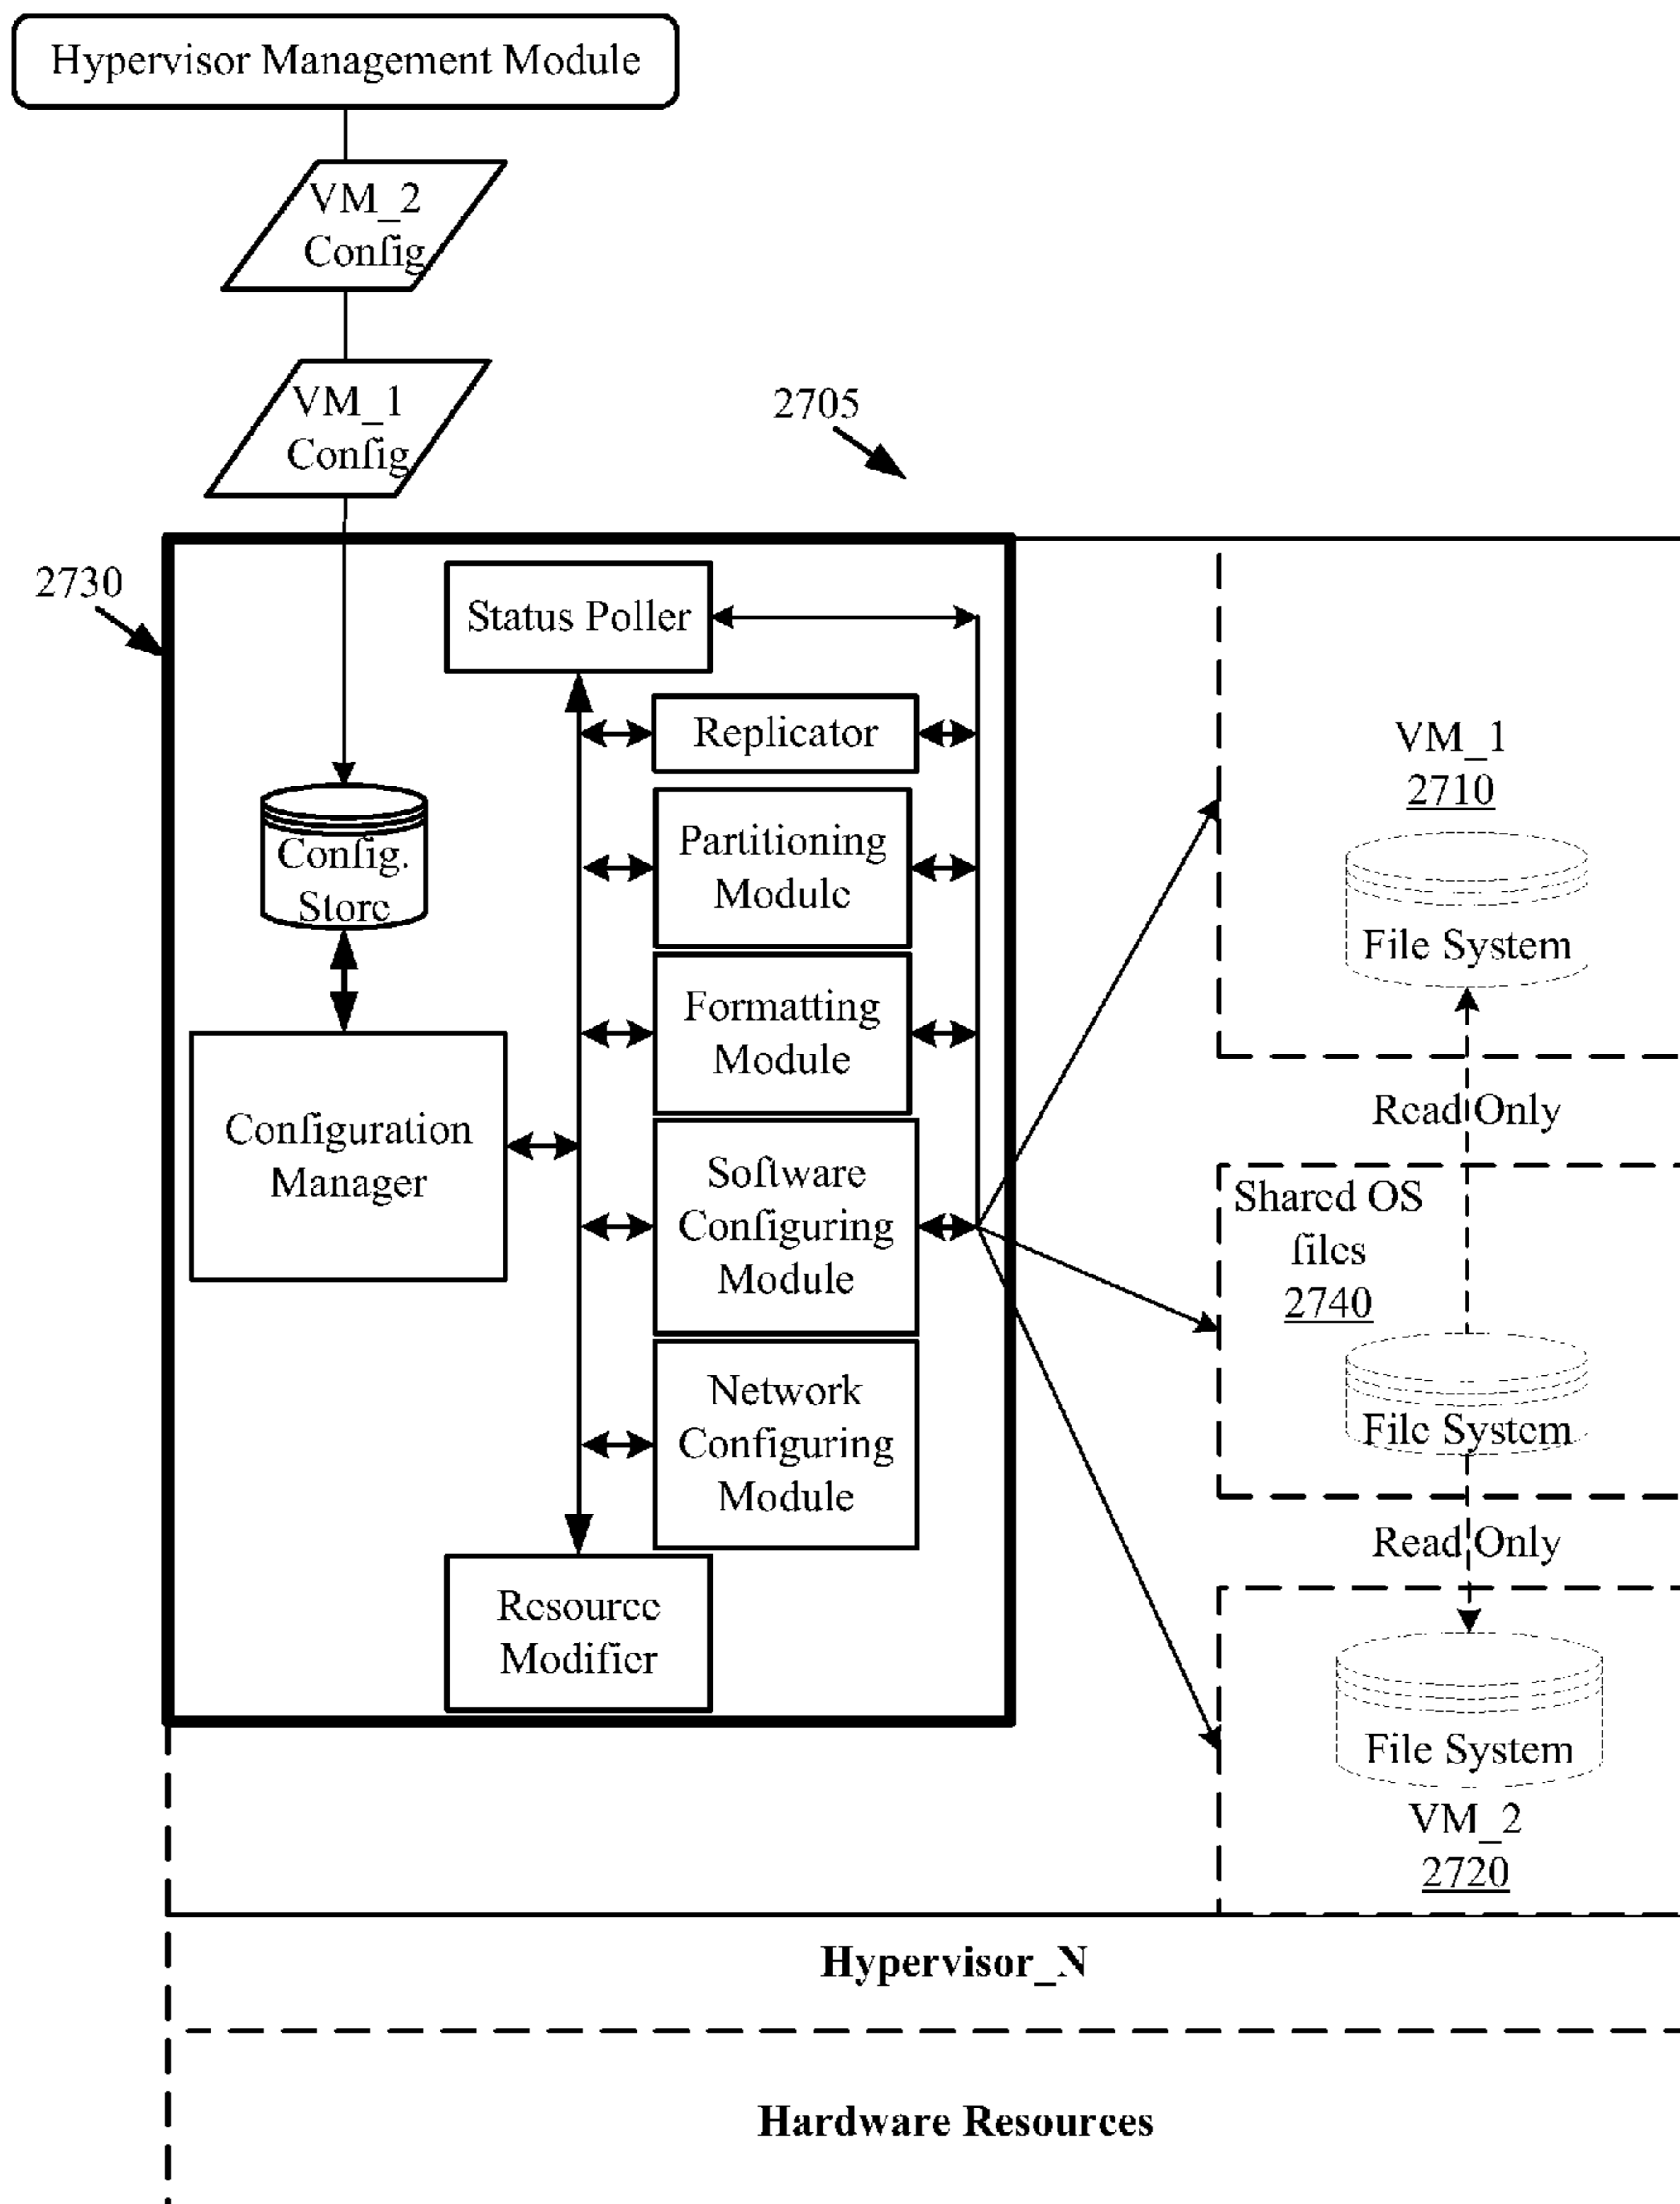 Hypervisor Management Module
VM_2
Config
VM_1
Config
2705
2730
Status Poller
Replicator
Partitioning
Module
Formatting
Module
Software
Configuring
Module
Network
Configuring
Module
Resource
Modifier
Config.
Store
Configuration
Manager
VM_1
2710
File System
Read Only
Shared OS
files
2740
File System
Read Only
File System
VM_2
2720
Hypervisor_N
Hardware Resources